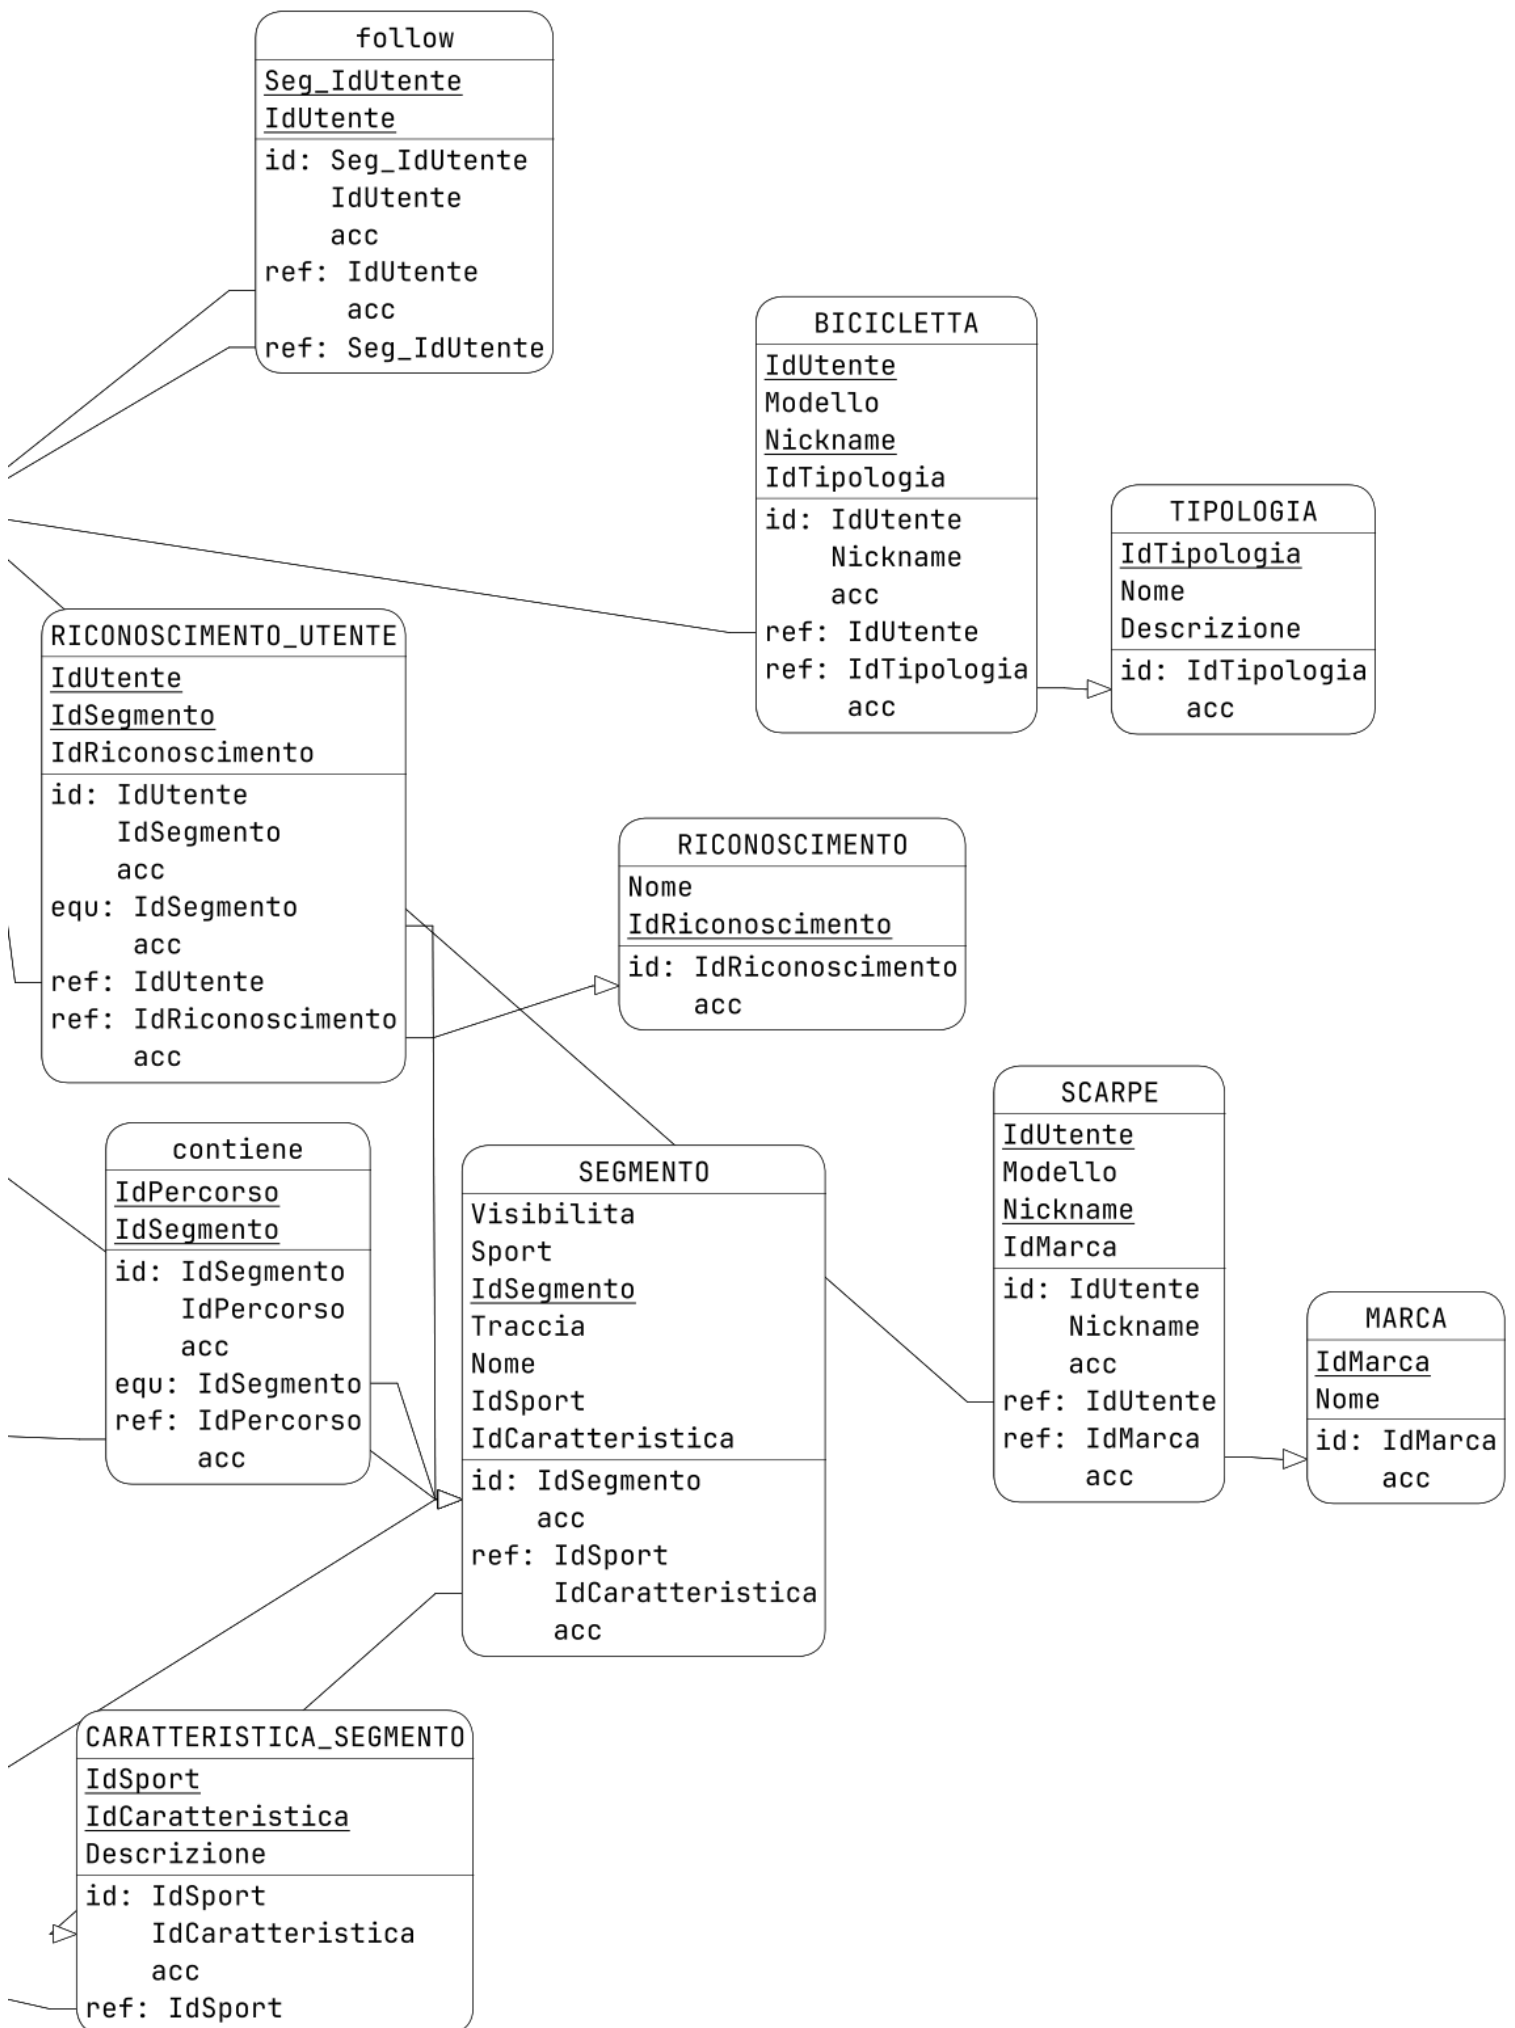 follow
Seg_IdUtente
IdUtente
id: Seg_IdUtente
IdUtente
acc
ref: IdUtente
acc
ref: Seg_IdUtente
BICICLETTA
IdUtente
Modello
Nickname
IdTipologia
id: IdUtente
Nickname
acc
ref: IdUtente
ref: IdTipologia
acc
TIPOLOGIA
IdTipologia
Nome
Descrizione
id: IdTipologia
acc
RICONOSCIMENTO_UTENTE
IdUtente
IdSegmento
IdRiconoscimento
id: IdUtente
IdSegmento
acc
equ: IdSegmento
acc
ref: IdUtente
ref: IdRiconoscimento
acc
RICONOSCIMENTO
Nome
IdRiconoscimento
id: IdRiconoscimento
acc
SCARPE
IdUtente
Modello
Nickname
IdMarca
id: IdUtente
Nickname
acc
ref: IdUtente
ref: IdMarca
acc
MARCA
IdMarca
Nome
id: IdMarca
acc
contiene
IdPercorso
IdSegmento
id: IdSegmento
IdPercorso
acc
equ: IdSegmento
ref: IdPercorso
acc
SEGMENTO
Visibilita
Sport
IdSegmento
Traccia
Nome
IdSport
IdCaratteristica
id: IdSegmento
acc
ref: IdSport
IdCaratteristica
acc
CARATTERISTICA_SEGMENTO
IdSport
IdCaratteristica
Descrizione
id: IdSport
IdCaratteristica
acc
ref: IdSport